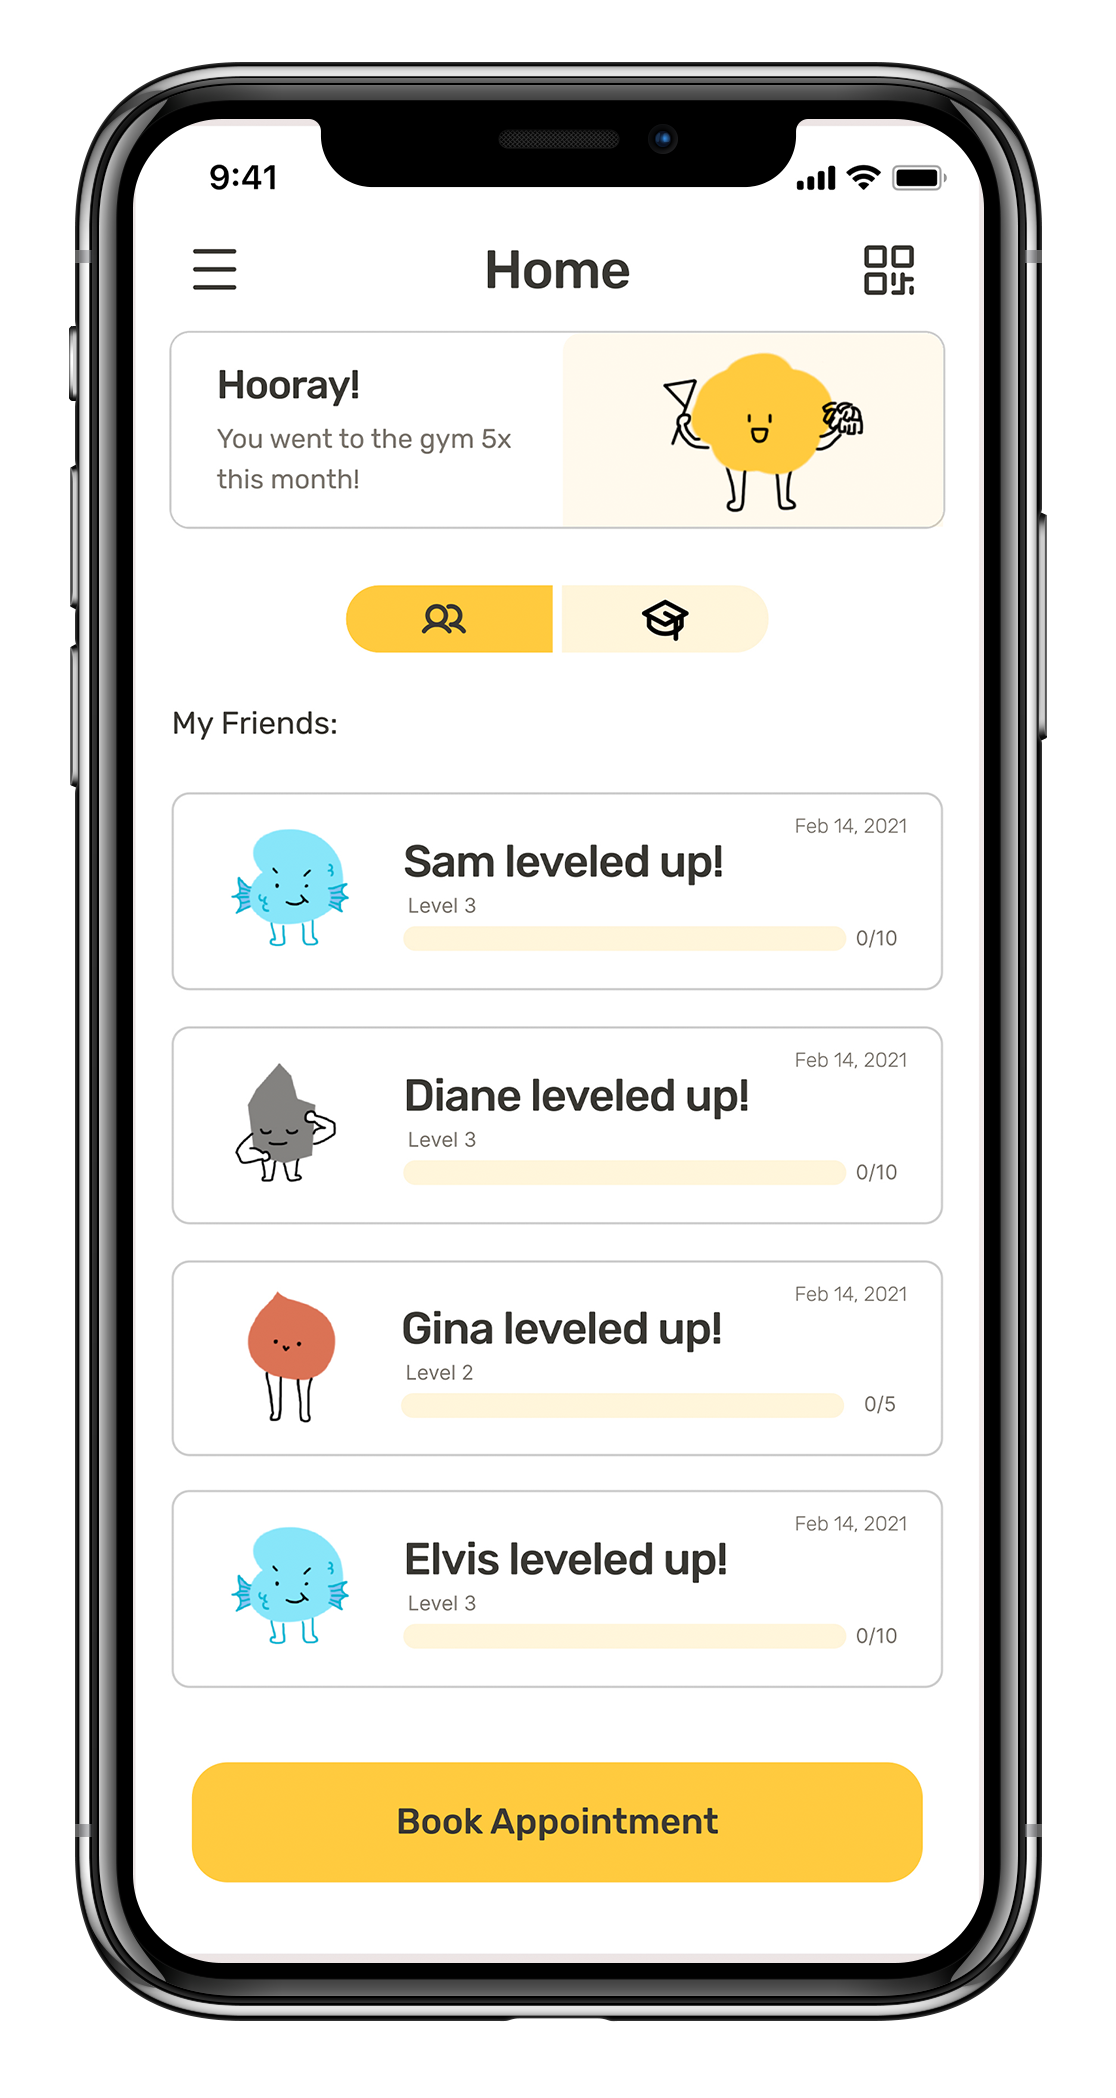 9:41
Home
Hooray!
You went to the gym 5x
this month!
My Friends:
Feb 14, 2021
Sam leveled up!
Level 3
0/10
Feb 14, 2021
Diane leveled up!
Level 3
0/10
Feb 14, 2021
Gina leveled up!
Level 2
0/5
Feb 14, 2021
Elvis leveled up!
Level 3
0/10
Book Appointment